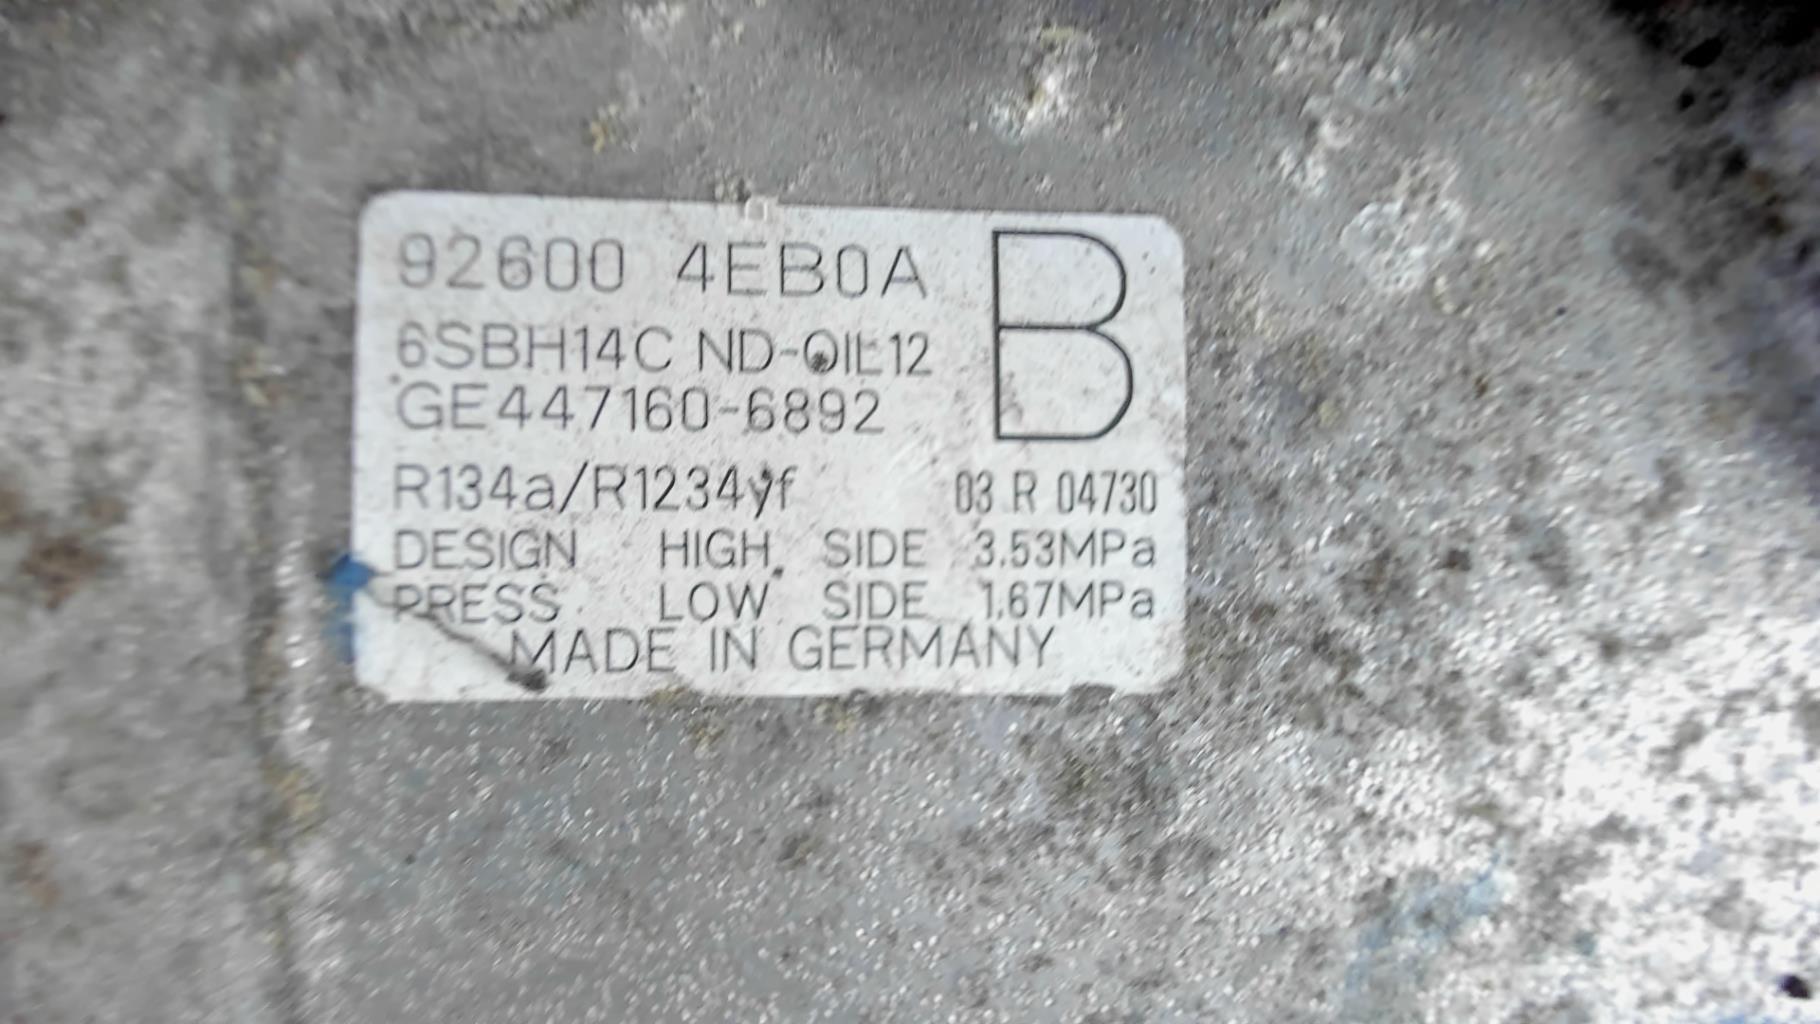 92600 4EB0A B
6SBH14C ND-OIL12
GE447160-6892
R134a/R1234yf 03 R 04730
DESIGN HIGH SIDE 3.53MPa
PRESS LOW SIDE 1.67MPa
MADE IN GERMANY